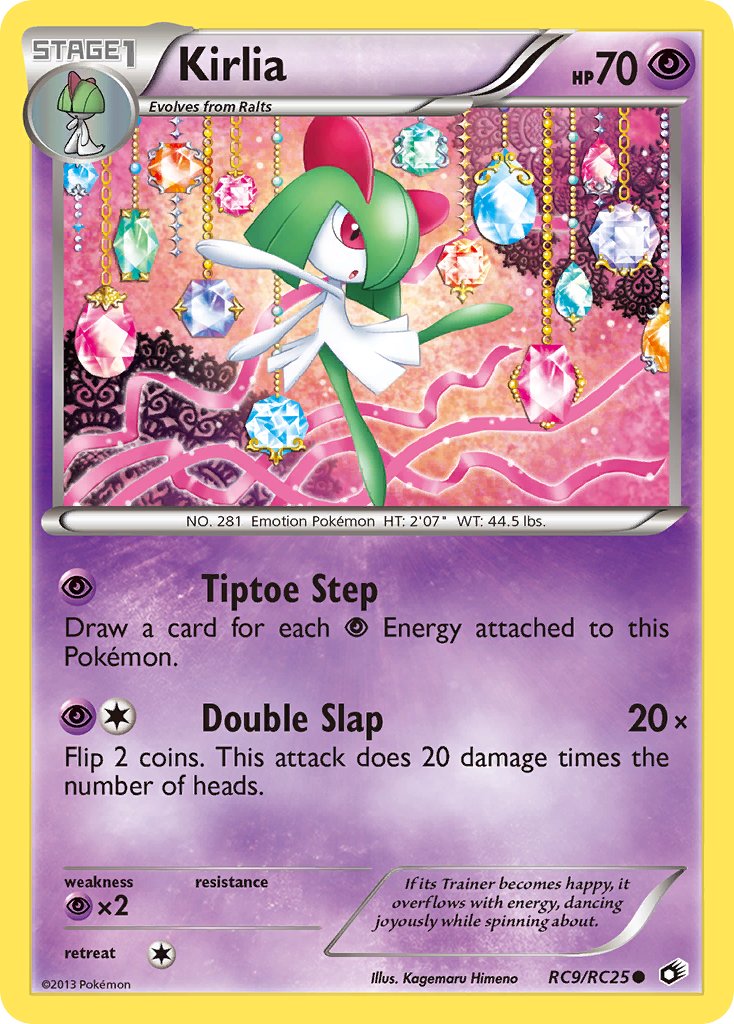 STAGE1
Kirlia
HP70
Evolves from Ralts
NO. 281 Emotion Pokémon HT: 2'07" WT: 44.5 lbs.
Tiptoe Step
Draw a card for each Energy attached to this
Pokémon.
Double Slap 20×
Flip 2 coins. This attack does 20 damage times the
number of heads.
weakness resistance
×2
retreat
If its Trainer becomes happy, it
overflows with energy, dancing
joyously while spinning about.
©2013 Pokémon
Illus. Kagemaru Himeno
RC9/RC25